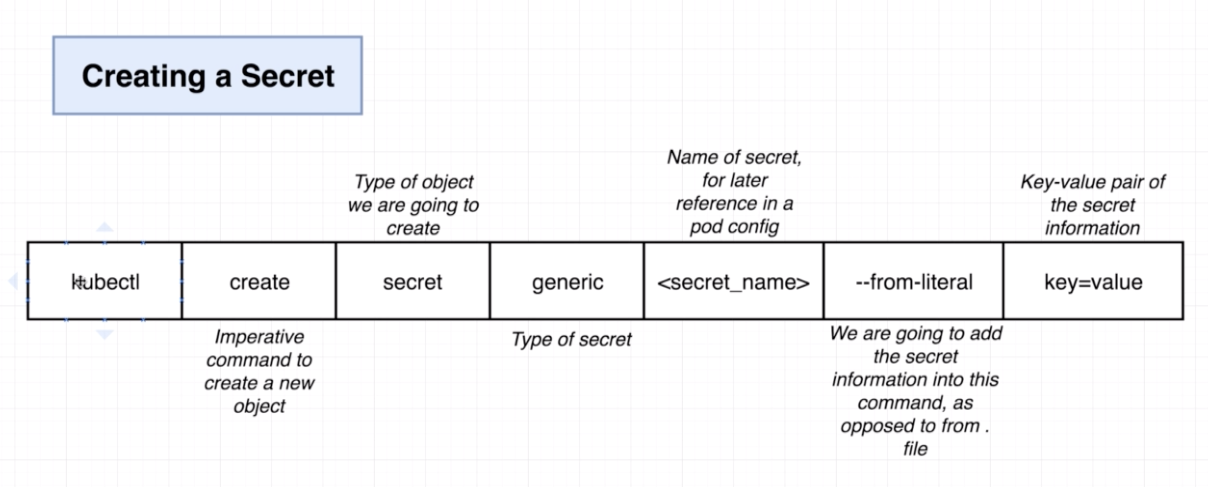 Creating a Secret
Type of object
we are going to
create
Name of secret,
for later
reference in a
pod config
Key-value pair of
the secret
information
kubectl
create
secret
generic
<secret_name>
--from-literal
key=value
Imperative
command to
create a new
object
Type of secret
We are going to add
the secret
information into this
command, as
opposed to from .
file